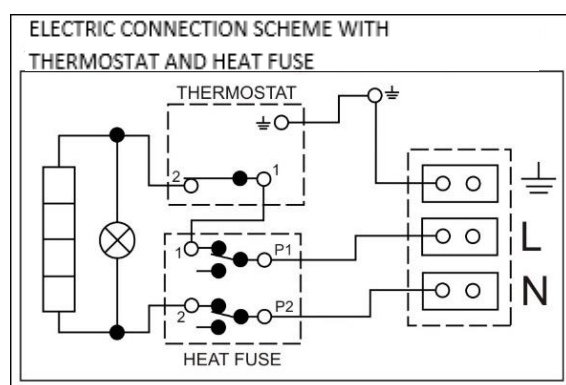 ELECTRIC CONNECTION SCHEME WITH
THERMOSTAT AND HEAT FUSE
THERMOSTAT
2
1
1
P1
L
2
P2
N
HEAT FUSE